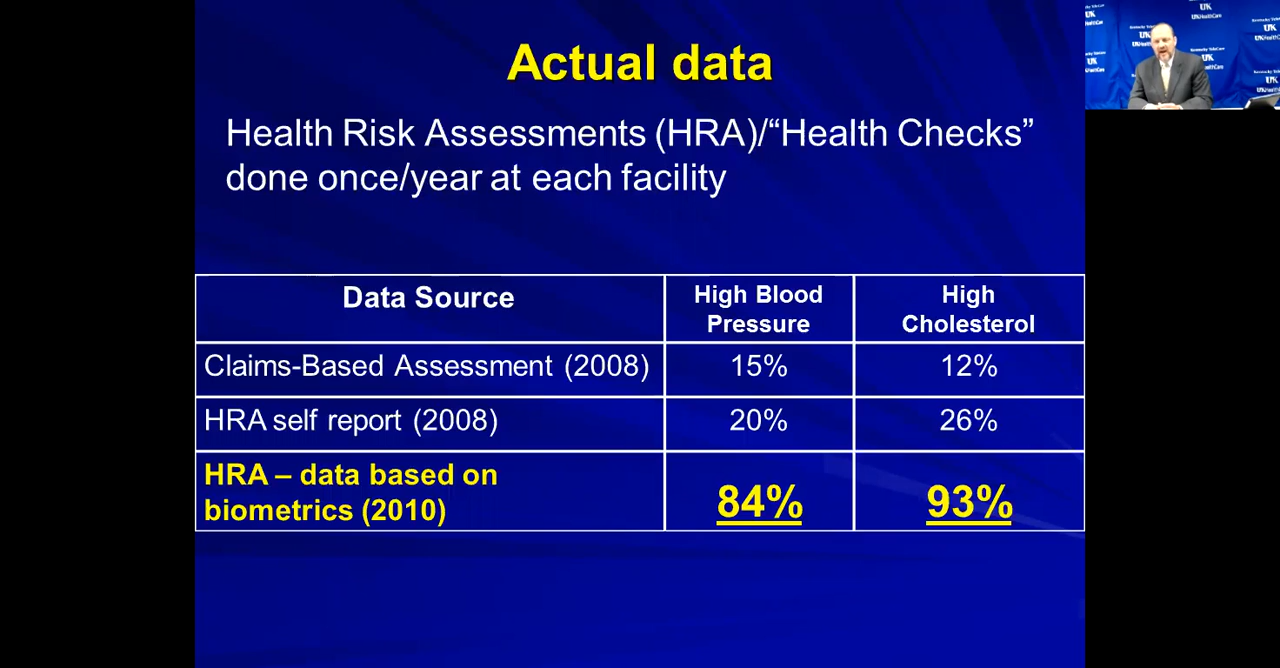 Actual data
Health Risk Assessments (HRA)/“Health Checks”
done once/year at each facility
Data Source
High Blood
Pressure
High
Cholesterol
Claims-Based Assessment (2008)
15%
12%
HRA self report (2008)
20%
26%
HRA – data based on
biometrics (2010)
84%
93%
UK
UKHealthCare